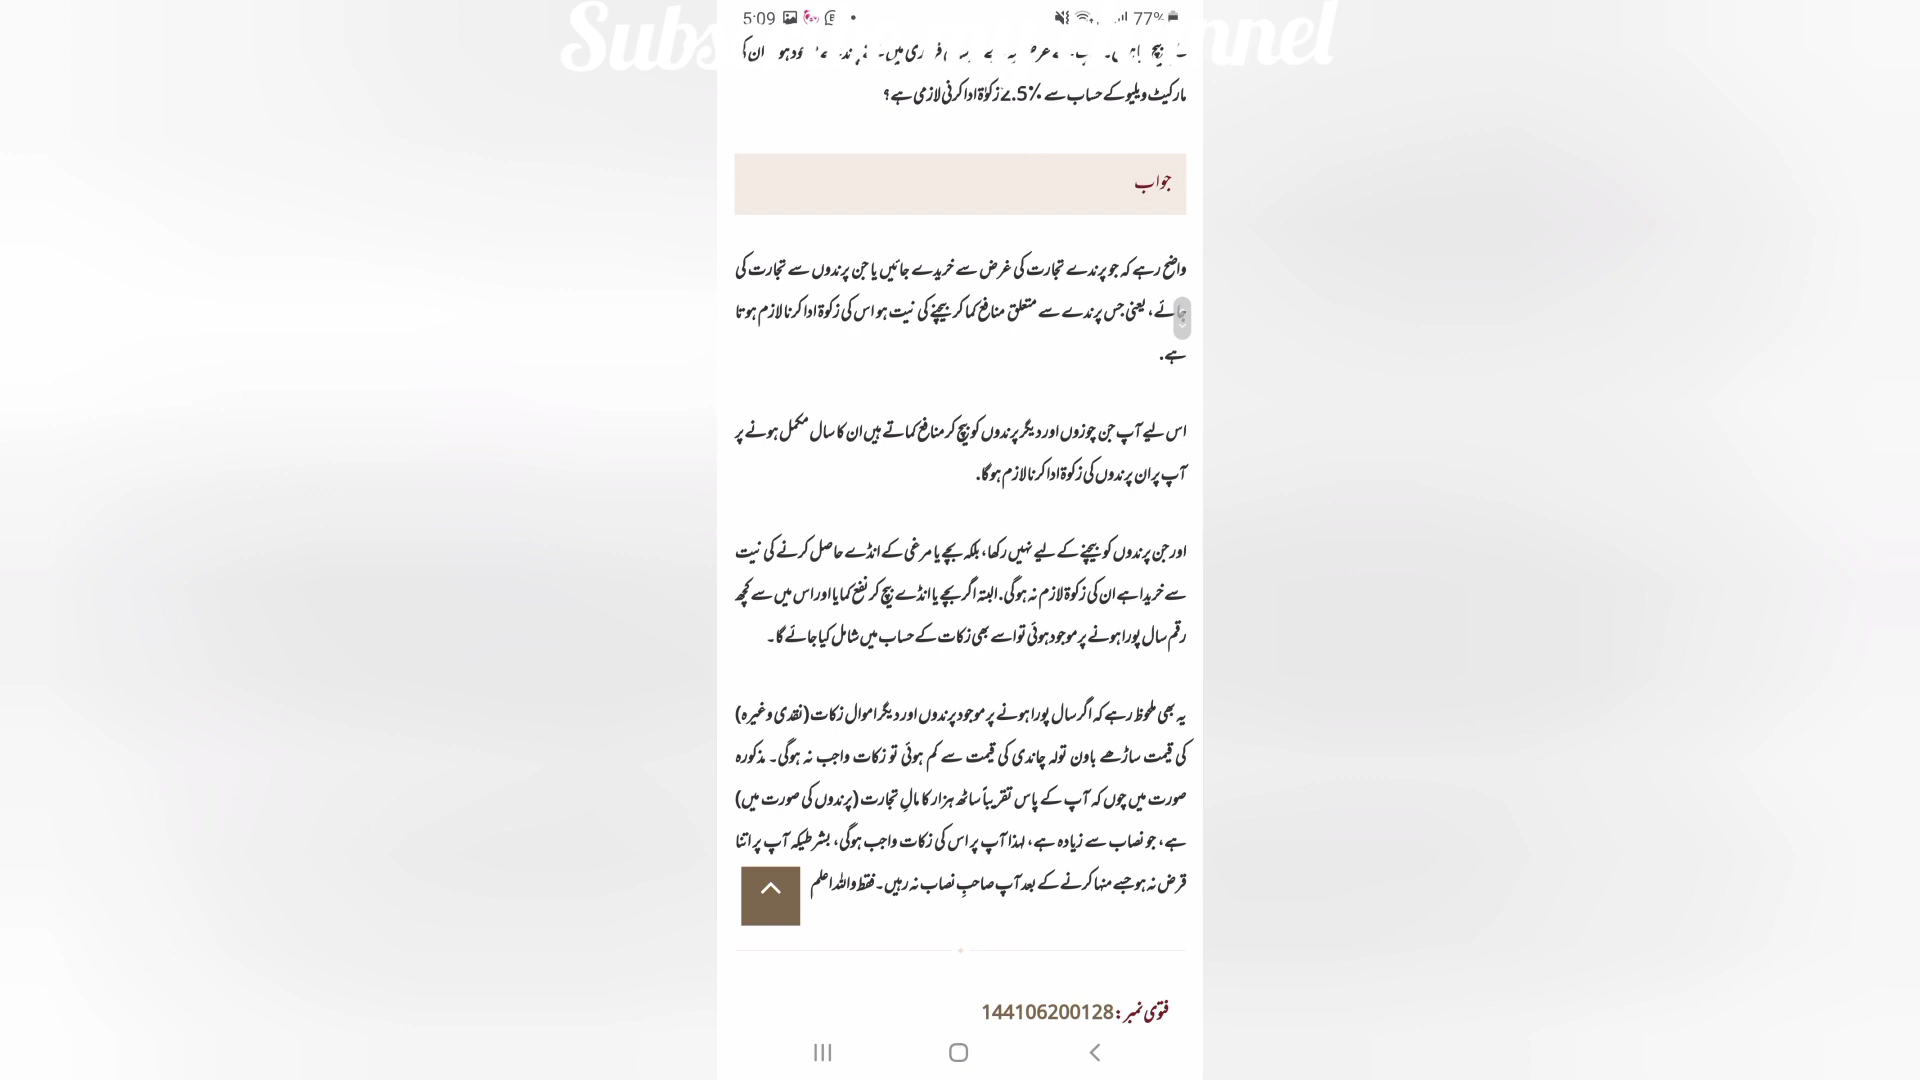 5:09
77%
مارکیٹ ویلیو کے حساب سے %2.5 زکوٰۃ ادا کرنی لازمی ہے؟
جواب
واضح رہے کہ جو پرندے تجارت کی غرض سے خریدے جائیں یا جن پرندوں سے تجارت کی
جائے، یعنی جس پرندے سے متعلق منافع کما کر بیچنے کی نیت ہو اس کی زکوۃ ادا کرنا لازم ہوتا
ہے.
اس لیے آپ جن چوزوں اور دیگر پرندوں کو بیچ کر منافع کماتے ہیں ان کا سال مکمل ہونے پر
آپ پر ان پرندوں کی زکوۃ ادا کرنا لازم ہوگا.
اور جن پرندوں کو بیچنے کے لیے نہیں رکھا، بلکہ بچے یا مرغی کے انڈے حاصل کرنے کی نیت
سے خریدا ہے ان کی زکوۃ لازم نہ ہوگی. البتہ اگر بچے یا انڈے بیچ کر نفع کمایا اور اس میں سے کچھ
رقم سال پورا ہونے پر موجود ہوئی تو اسے بھی زکات کے حساب میں شامل کیا جائے گا۔
یہ بھی ملحوظ رہے کہ اگر سال پورا ہونے پر موجود پرندوں اور دیگر اموال زکات (نقدی وغیرہ)
کی قیمت ساڑھے باون تولہ چاندی کی قیمت سے کم ہوئی تو زکات واجب نہ ہوگی۔ مذکورہ
صورت میں چوں کہ آپ کے پاس تقریباً ساٹھ ہزار کا مالِ تجارت (پرندوں کی صورت میں)
ہے، جو نصاب سے زیادہ ہے، لہذا آپ پر اس کی زکات واجب ہوگی، بشرطیکہ آپ پر اتنا
قرض نہ ہو جسے منہا کرنے کے بعد آپ صاحبِ نصاب نہ رہیں۔ فقط واللہ اعلم
فتوی نمبر : 144106200128